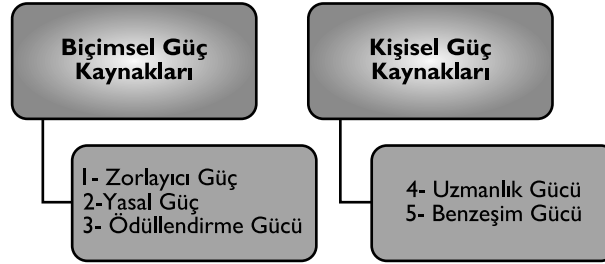 Biçimsel Güç
Kaynakları
1- Zorlayıcı Güç
2-Yasal Güç
3- Ödüllendirme Gücü
Kişisel Güç
Kaynakları
4- Uzmanlık Gücü
5- Benzeşim Gücü